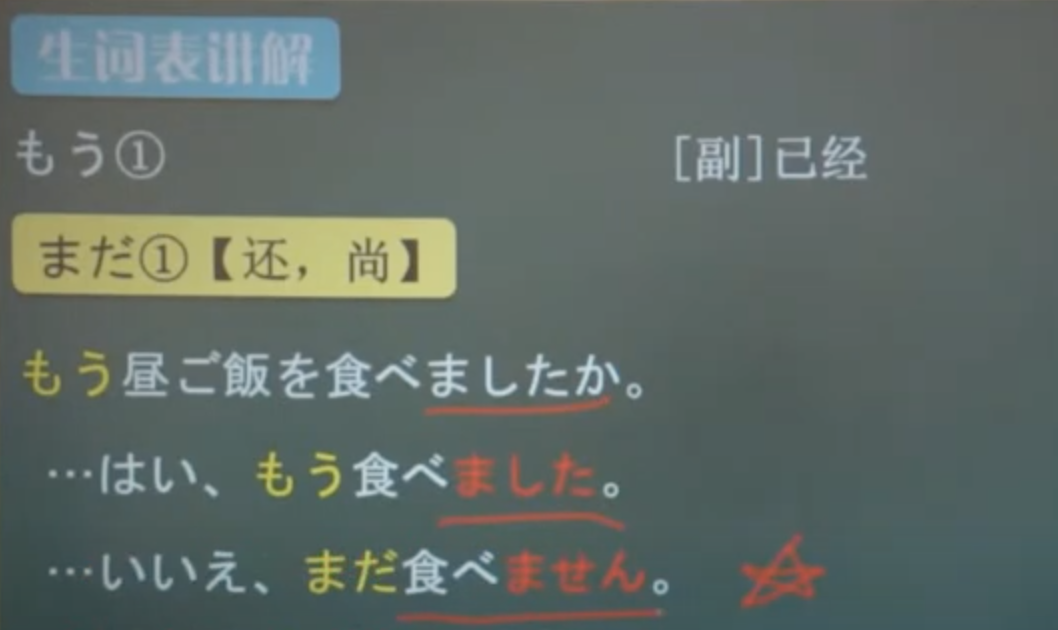 生词表讲解
もう① [副]已经
まだ①【还，尚】
もう昼ご飯を食べましたか。
…はい、もう食べました。
…いいえ、まだ食べません。